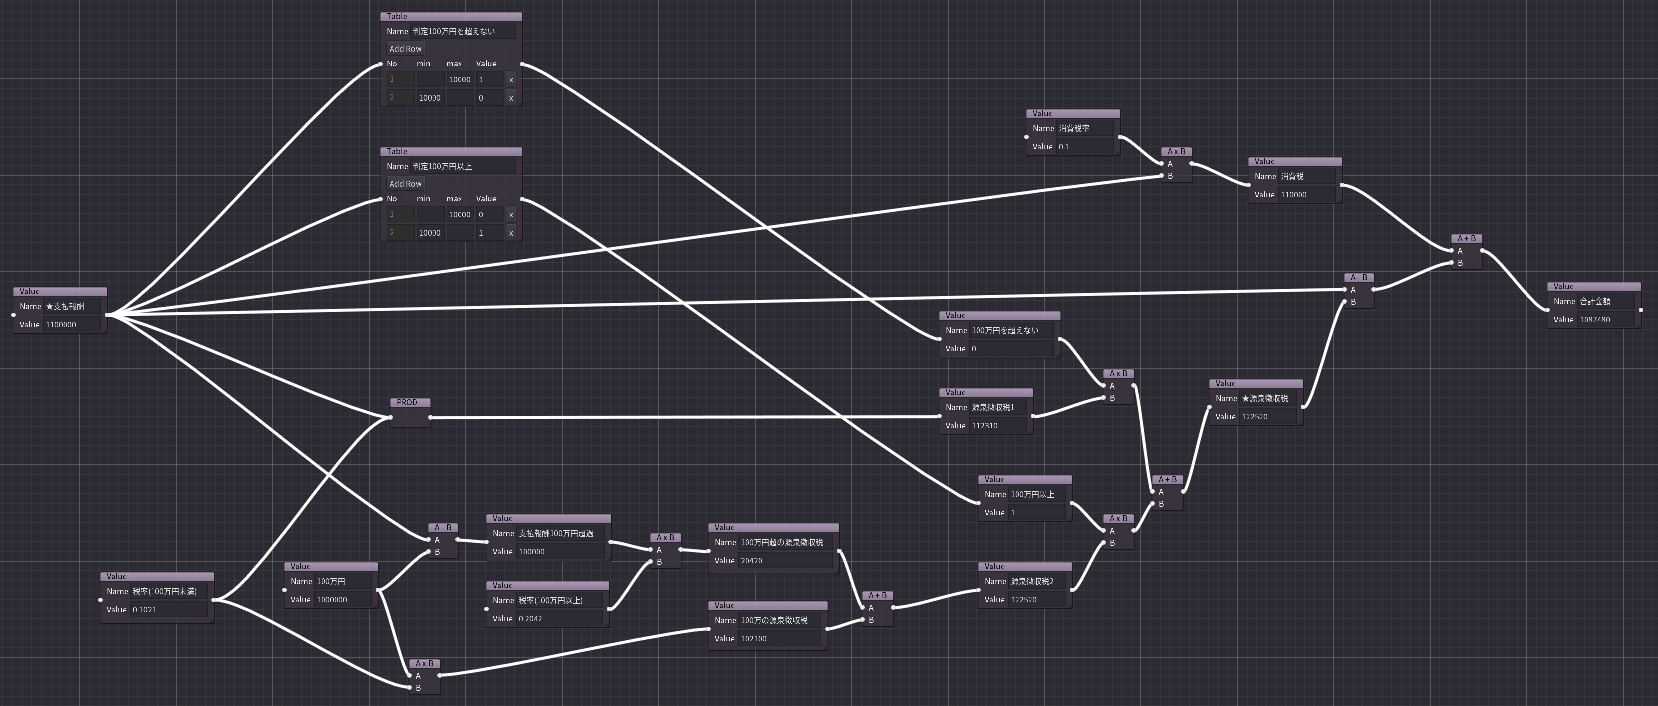 Table
Name 判定100万円を超えない
Add Row
No min max Value
1 10000 1 x
2 10000 0 x
Table
Name 判定100万円以上
Add Row
No min max Value
1 10000 0 x
2 10000 1 x
Value
Name ★支払報酬
Value 1100000
PROD
Value
Name 税率(100万円未満)
Value 0.1021
Value
Name 100万円
Value 1000000
A - B
A
B
A x B
A
B
Value
Name 支払報酬100万円超過
Value 100000
Value
Name 税率(100万円以上)
Value 0.2042
A x B
A
B
Value
Name 100万円超の源泉徴収税
Value 20420
Value
Name 100万の源泉徴収税
Value 102100
A + B
A
B
Value
Name 100万円を超えない
Value 0
Value
Name 源泉徴収税1
Value 112310
A x B
A
B
Value
Name 100万円以上
Value 1
Value
Name 源泉徴収税2
Value 122520
A x B
A
B
A + B
A
B
Value
Name ★源泉徴収税
Value 122520
Value
Name 消費税率
Value 0.1
A x B
A
B
Value
Name 消費税
Value 110000
A - B
A
B
A + B
A
B
Value
Name 合計金額
Value 1087480